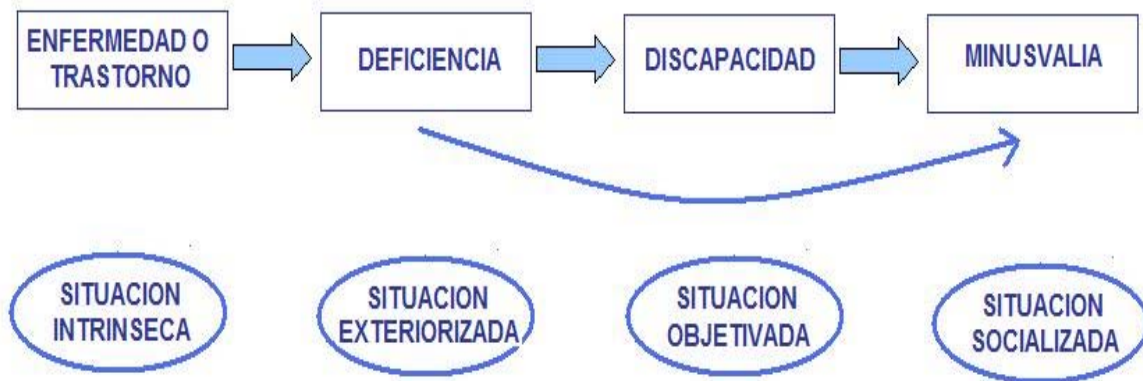 ENFERMEDAD O
TRASTORNO
DEFICIENCIA
DISCAPACIDAD
MINUSVALIA
SITUACION
INTRINSECA
SITUACION
EXTERIORIZADA
SITUACION
OBJETIVADA
SITUACION
SOCIALIZADA